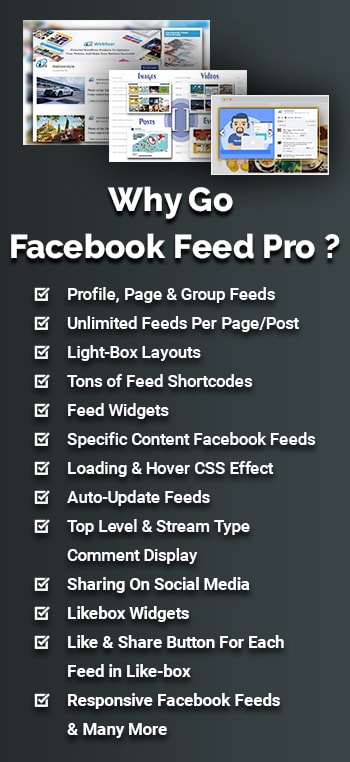 Weblizar
IMAGES
VIDEOS
POSTS
Why Go
Facebook Feed Pro ?
Profile, Page & Group Feeds
Unlimited Feeds Per Page/Post
Light-Box Layouts
Tons of Feed Shortcodes
Feed Widgets
Specific Content Facebook Feeds
Loading & Hover CSS Effect
Auto-Update Feeds
Top Level & Stream Type
Comment Display
Sharing On Social Media
Likebox Widgets
Like & Share Button For Each
Feed in Like-box
Responsive Facebook Feeds
& Many More